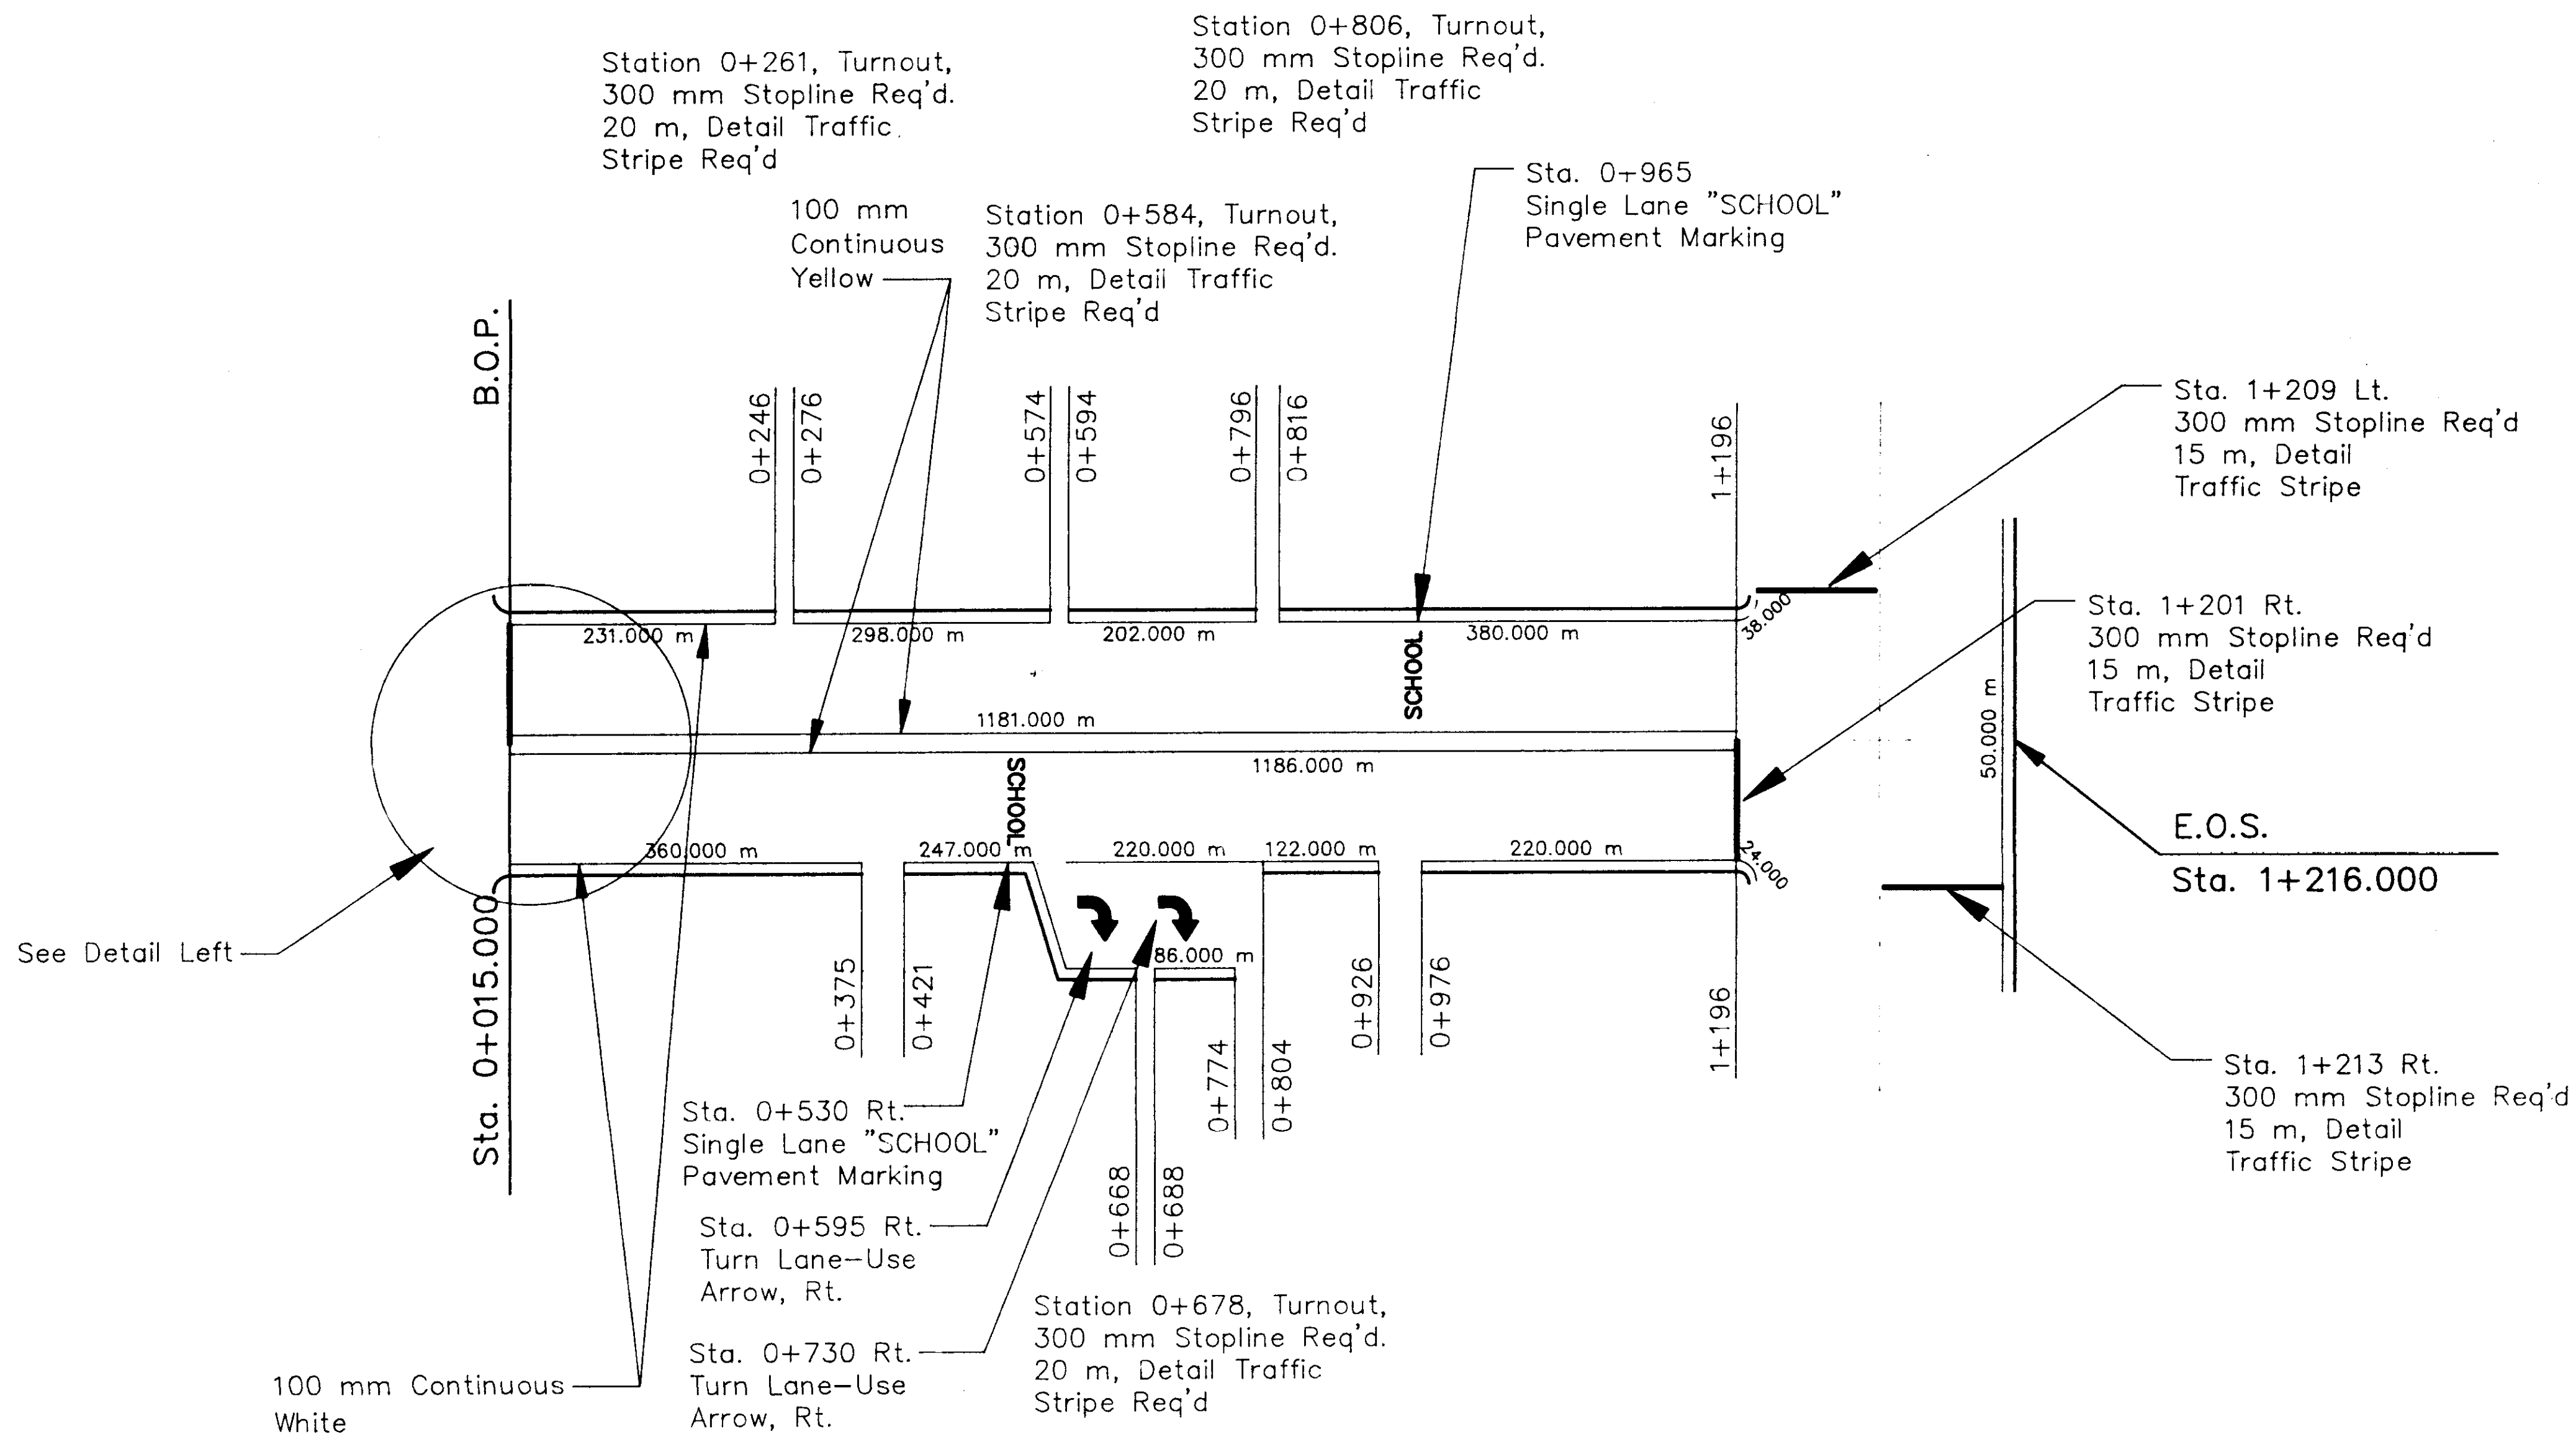 Station 0+261, Turnout,
300 mm Stopline Req'd.
20 m, Detail Traffic
Stripe Req'd
Station 0+806, Turnout,
300 mm Stopline Req'd.
20 m, Detail Traffic
Stripe Req'd
100 mm
Continuous
Yellow
Station 0+584, Turnout,
300 mm Stopline Req'd.
20 m, Detail Traffic
Stripe Req'd
Sta. 0+965
Single Lane "SCHOOL"
Pavement Marking
B.O.P.
0+246
0+276
0+574
0+594
0+796
0+816
1+196
Sta. 1+209 Lt.
300 mm Stopline Req'd
15 m, Detail
Traffic Stripe
231.000 m
298.000 m
202.000 m
380.000 m
38.000
SCHOOL
Sta. 1+201 Rt.
300 mm Stopline Req'd
15 m, Detail
Traffic Stripe
1181.000 m
1186.000 m
50.000 m
SCHOOL
360.000 m
247.000 m
220.000 m
122.000 m
220.000 m
24.000
E.O.S.
Sta. 1+216.000
See Detail Left
Sta. 0+015.000
86.000 m
0+375
0+421
0+926
0+976
1+196
0+774
0+804
0+668
0+688
Sta. 0+530 Rt.
Single Lane "SCHOOL"
Pavement Marking
Sta. 0+595 Rt.
Turn Lane-Use
Arrow, Rt.
Sta. 0+730 Rt.
Turn Lane-Use
Arrow, Rt.
Station 0+678, Turnout,
300 mm Stopline Req'd.
20 m, Detail Traffic
Stripe Req'd
Sta. 1+213 Rt.
300 mm Stopline Req'd
15 m, Detail
Traffic Stripe
100 mm Continuous
White